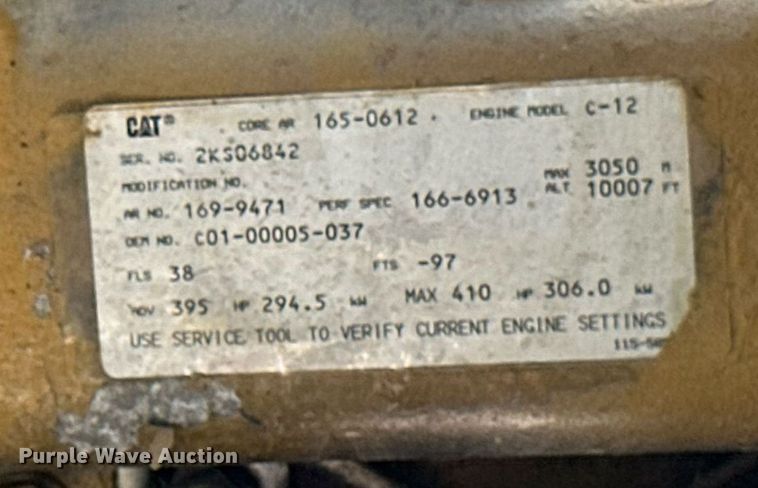 CAT® CORE AR 165-0612 ENGINE MODEL C-12
SER. NO. 2KS06842
MODIFICATION NO. MAX 3050 M
AR NO. 169-9471 PERF SPEC 166-6913 ALT 10007 FT
OEM NO. C01-00005-037
FLS 38 FTS -97
395 HP 294.5 KW MAX 410 HP 306.0 KW
USE SERVICE TOOL TO VERIFY CURRENT ENGINE SETTINGS
Purple Wave Auction